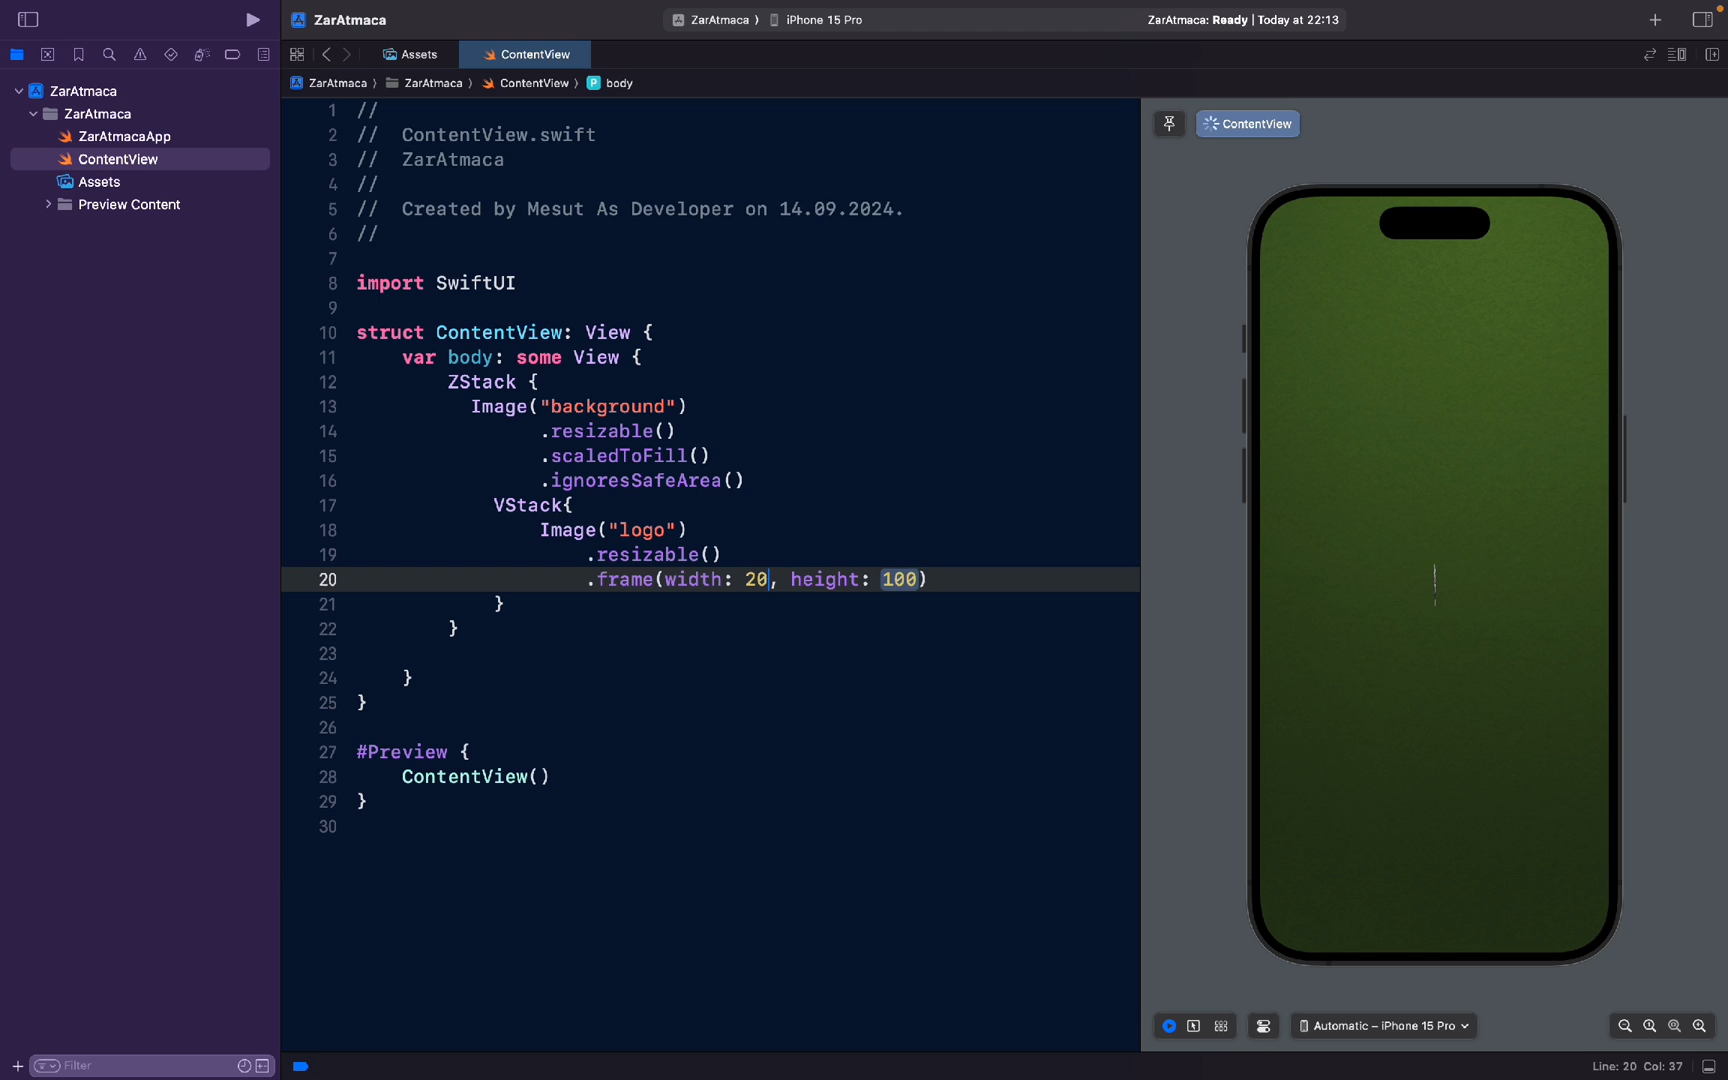 ZarAtmaca
ZarAtmaca 〉 iPhone 15 Pro
ZarAtmaca: Ready | Today at 22:13
Assets
ContentView
ZarAtmaca 〉 ZarAtmaca 〉 ContentView 〉 P body
ZarAtmaca
ZarAtmaca
ZarAtmacaApp
ContentView
Assets
Preview Content
1 //
2 //  ContentView.swift
3 //  ZarAtmaca
4 //
5 //  Created by Mesut As Developer on 14.09.2024.
6 //
7
8 import SwiftUI
9
10 struct ContentView: View {
11     var body: some View {
12         ZStack {
13           Image("background")
14                 .resizable()
15                 .scaledToFill()
16                 .ignoresSafeArea()
17             VStack{
18                 Image("logo")
19                     .resizable()
20                     .frame(width: 20, height: 100)
21             }
22         }
23
24     }
25 }
26
27 #Preview {
28     ContentView()
29 }
30
ContentView
Automatic – iPhone 15 Pro
Filter
Line: 20 Col: 37